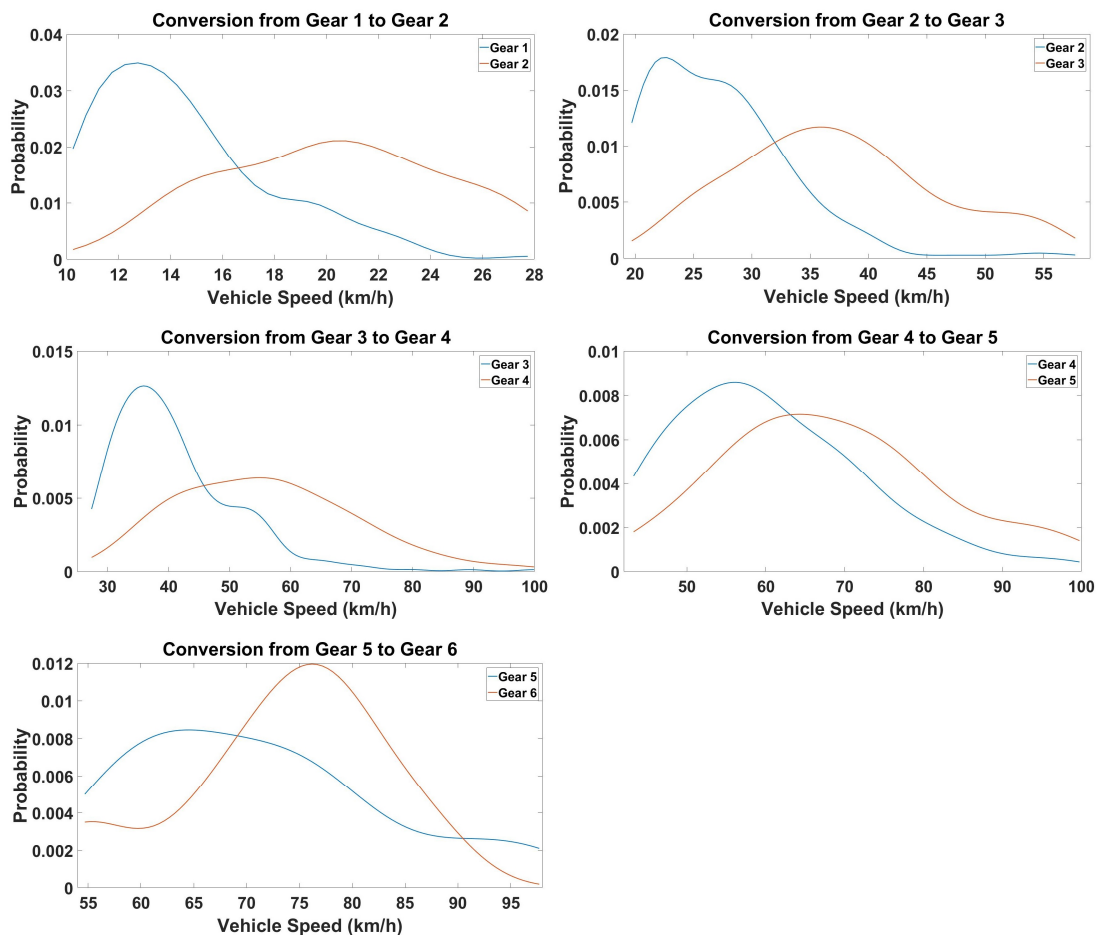 Conversion from Gear 1 to Gear 2
0.04
0.03
0.02
0.01
0
Probability
Gear 1
Gear 2
10 12 14 16 18 20 22 24 26 28
Vehicle Speed (km/h)
Conversion from Gear 2 to Gear 3
0.02
0.015
0.01
0.005
0
Probability
Gear 2
Gear 3
20 25 30 35 40 45 50 55
Vehicle Speed (km/h)
Conversion from Gear 3 to Gear 4
0.015
0.01
0.005
0
Probability
Gear 3
Gear 4
30 40 50 60 70 80 90 100
Vehicle Speed (km/h)
Conversion from Gear 4 to Gear 5
0.01
0.008
0.006
0.004
0.002
0
Probability
Gear 4
Gear 5
50 60 70 80 90 100
Vehicle Speed (km/h)
Conversion from Gear 5 to Gear 6
0.012
0.01
0.008
0.006
0.004
0.002
0
Probability
Gear 5
Gear 6
55 60 65 70 75 80 85 90 95
Vehicle Speed (km/h)